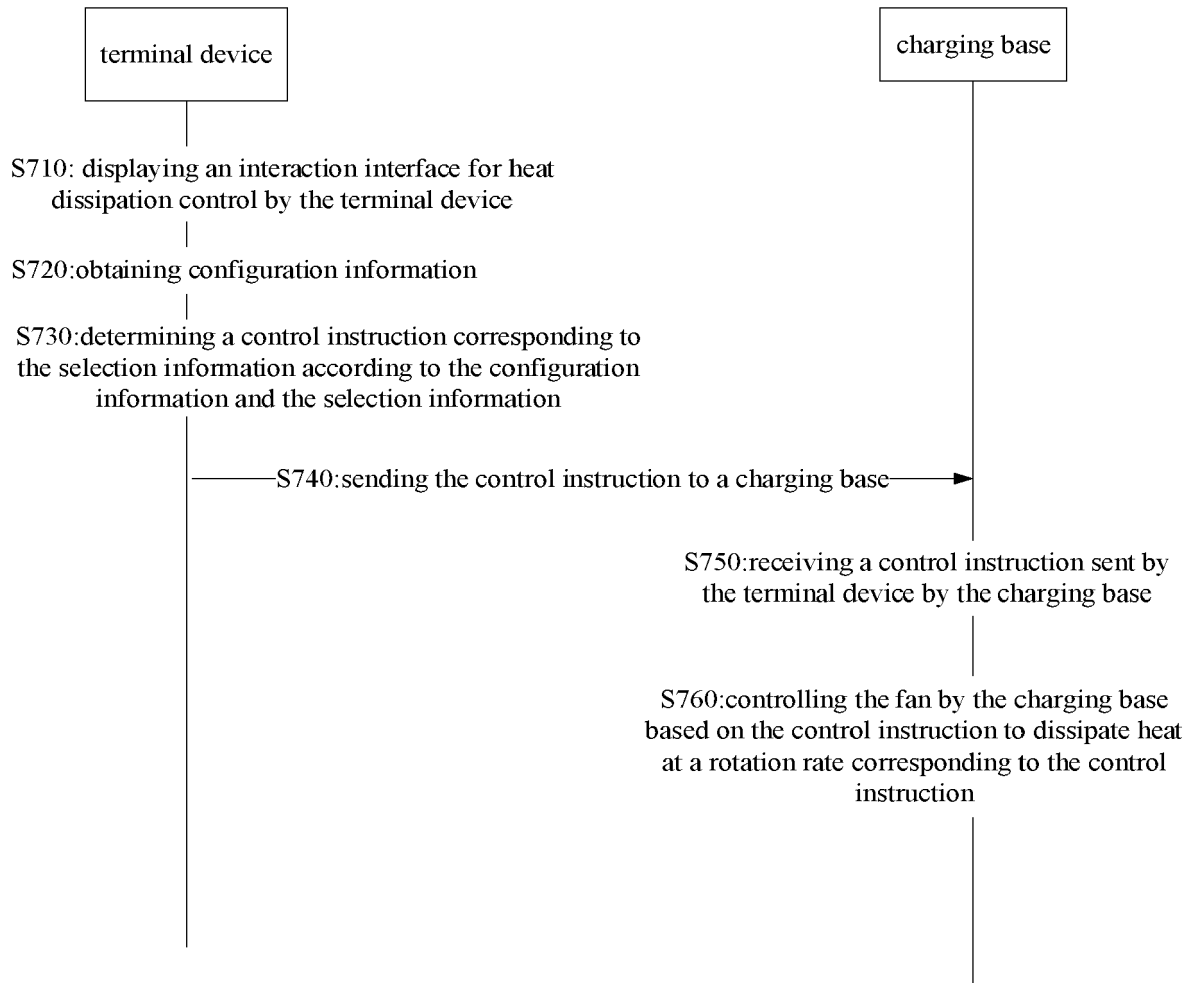 terminal device
charging base
S710: displaying an interaction interface for heat
dissipation control by the terminal device
S720:obtaining configuration information
S730:determining a control instruction corresponding to
the selection information according to the configuration
information and the selection information
S740:sending the control instruction to a charging base
S750:receiving a control instruction sent by
the terminal device by the charging base
S760:controlling the fan by the charging base
based on the control instruction to dissipate heat
at a rotation rate corresponding to the control
instruction